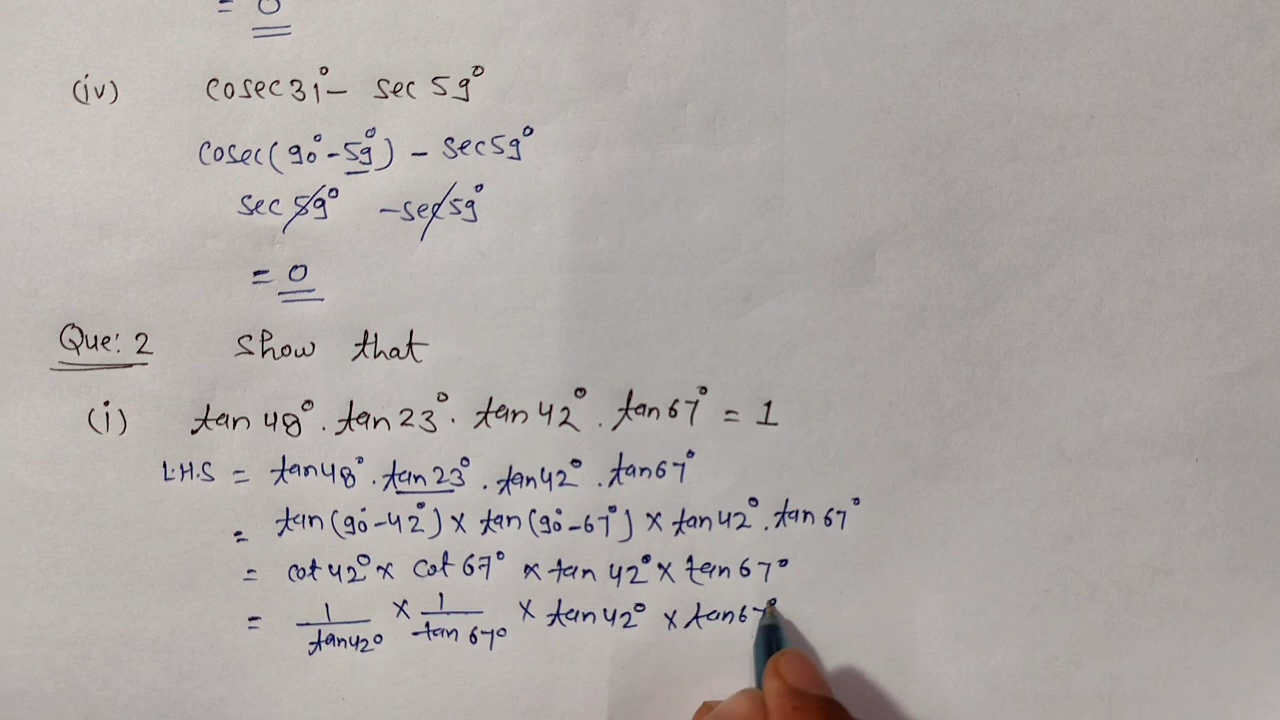 = 0
(iv) cosec 31° - sec 59°
cosec(90° - 59°) - sec 59°
sec 59° - sec 59°
= 0
Que: 2 Show that
(i) tan 48° . tan 23° . tan 42° . tan 67° = 1
L.H.S = tan 48° . tan 23° . tan 42° . tan 67°
= tan (90° - 42°) × tan (90° - 67°) × tan 42° . tan 67°
= cot 42° × cot 67° × tan 42° × tan 67°
= 1/tan 42° × 1/tan 67° × tan 42° × tan 67°